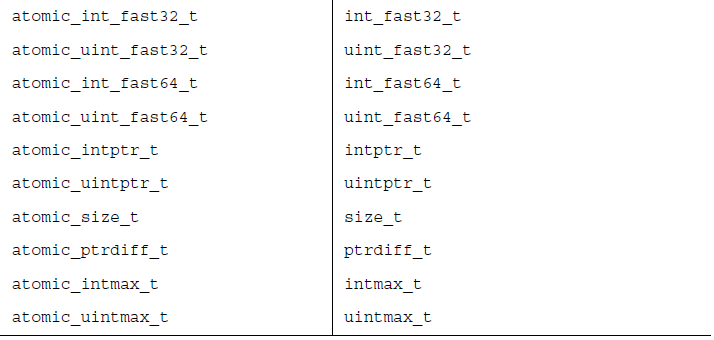 atomic_int_fast32_t int_fast32_t
atomic_uint_fast32_t uint_fast32_t
atomic_int_fast64_t int_fast64_t
atomic_uint_fast64_t uint_fast64_t
atomic_intptr_t intptr_t
atomic_uintptr_t uintptr_t
atomic_size_t size_t
atomic_ptrdiff_t ptrdiff_t
atomic_intmax_t intmax_t
atomic_uintmax_t uintmax_t